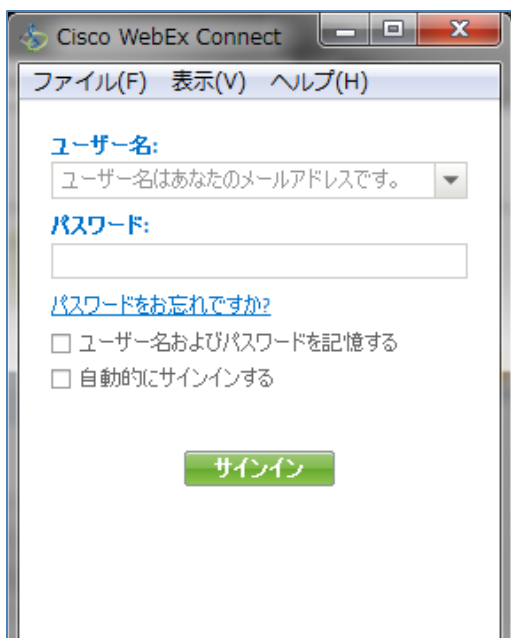 Cisco WebEx Connect
ファイル(F) 表示(V) ヘルプ(H)
ユーザー名:
ユーザー名はあなたのメールアドレスです。
パスワード:
パスワードをお忘れですか?
ユーザー名およびパスワードを記憶する
自動的にサインインする
サインイン